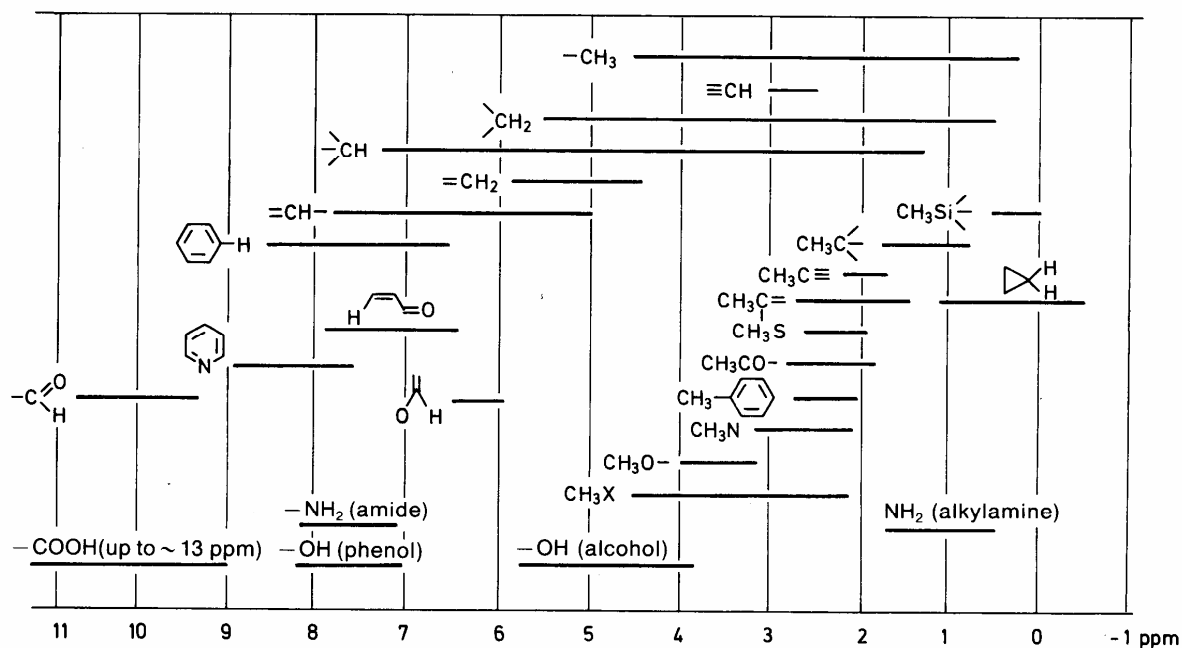 −CH₃
≡CH
CH₂
CH
=CH₂
=CH−
CH₃Si
H
CH₃C
CH₃C≡
H
H
CH₃C=
H
O
CH₃S
N
CH₃CO−
−C
O
H
O
H
CH₃−
CH₃N
CH₃O−
CH₃X
−NH₂ (amide)
NH₂ (alkylamine)
−COOH(up to ~ 13 ppm)
−OH (phenol)
−OH (alcohol)
11 10 9 8 7 6 5 4 3 2 1 0 -1 ppm